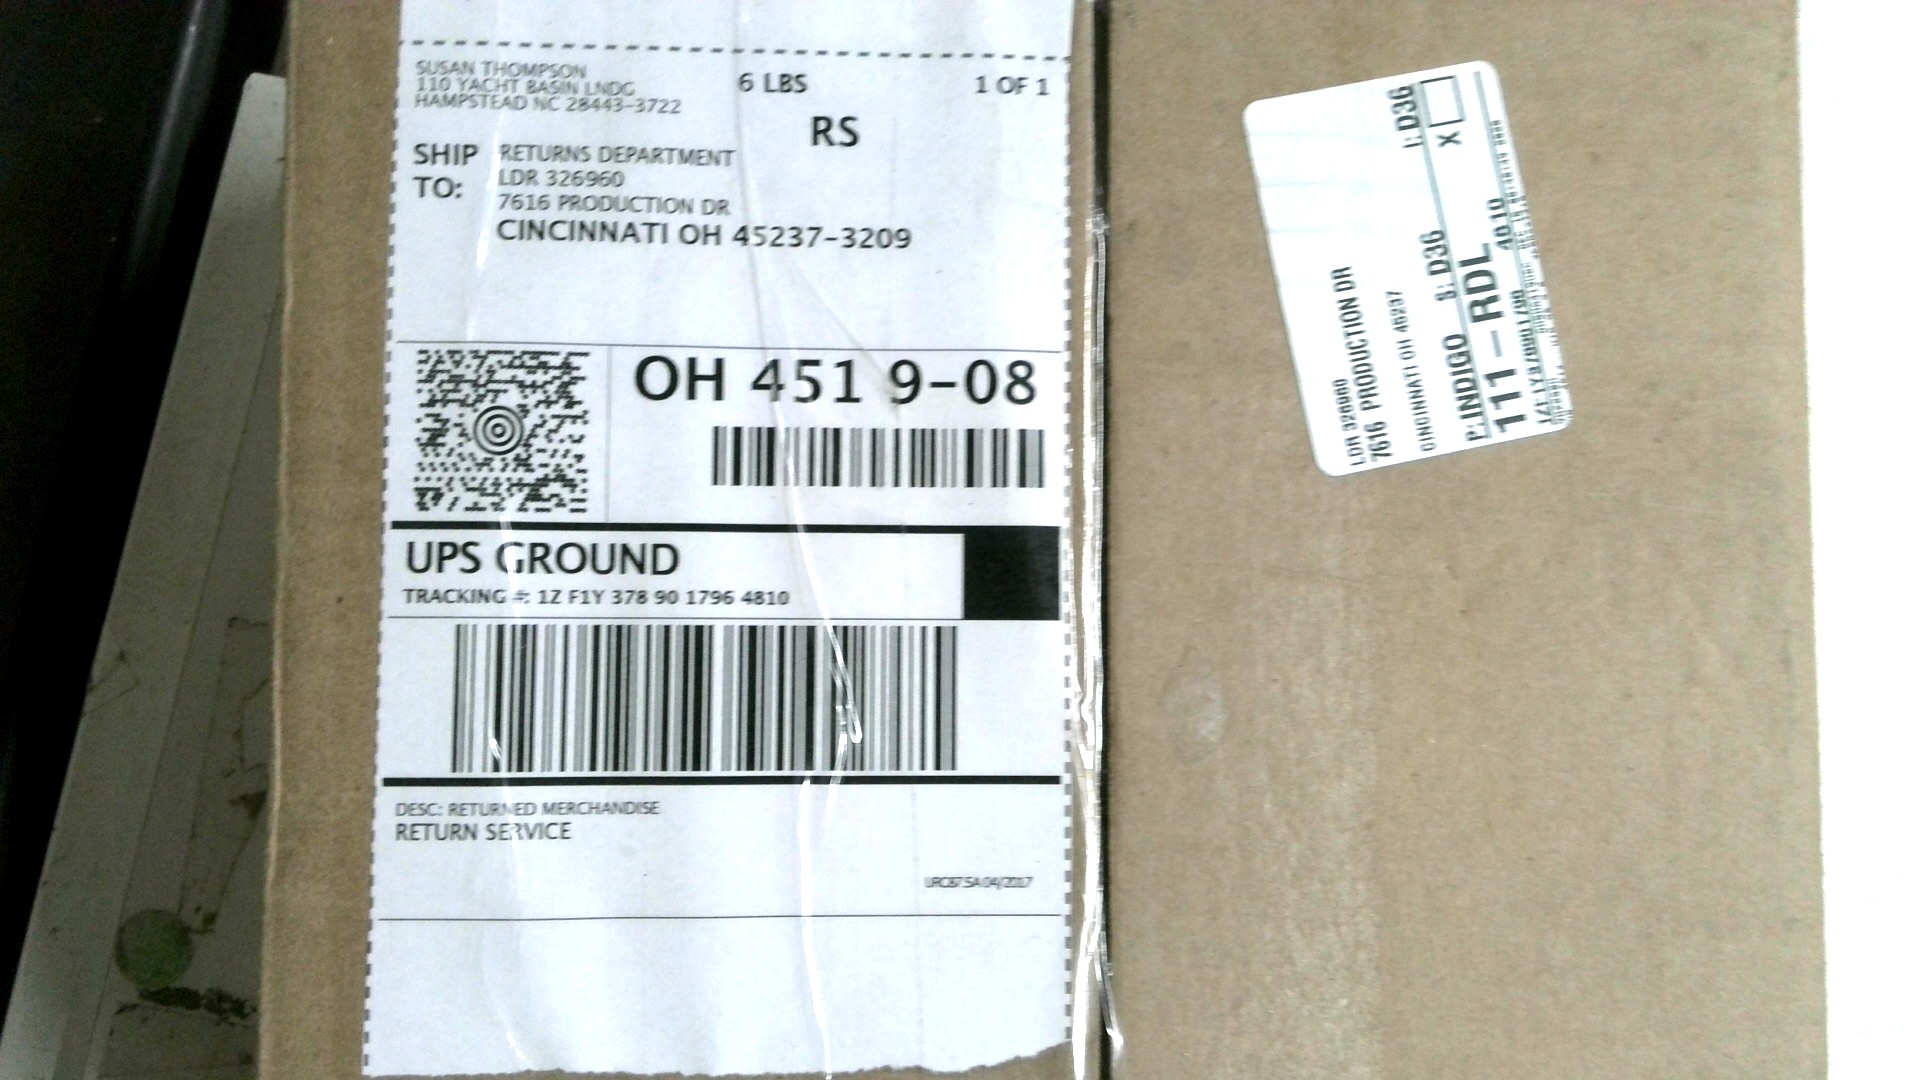 SUSAN THOMPSON
110 YACHT BASIN LNDG
HAMPSTEAD NC 28443-3722
6 LBS
1 OF 1
RS
SHIP TO:
RETURNS DEPARTMENT
LDR 326960
7616 PRODUCTION DR
CINCINNATI OH 45237-3209
OH 451 9-08
UPS GROUND
TRACKING #: 1Z F1Y 378 90 1796 4810
DESC: RETURNED MERCHANDISE
RETURN SERVICE
LDR 326960
7616 PRODUCTION DR
CINCINNATI OH 45237
P: INDIGO S: D36 I: D36
111-RDL 4010
X